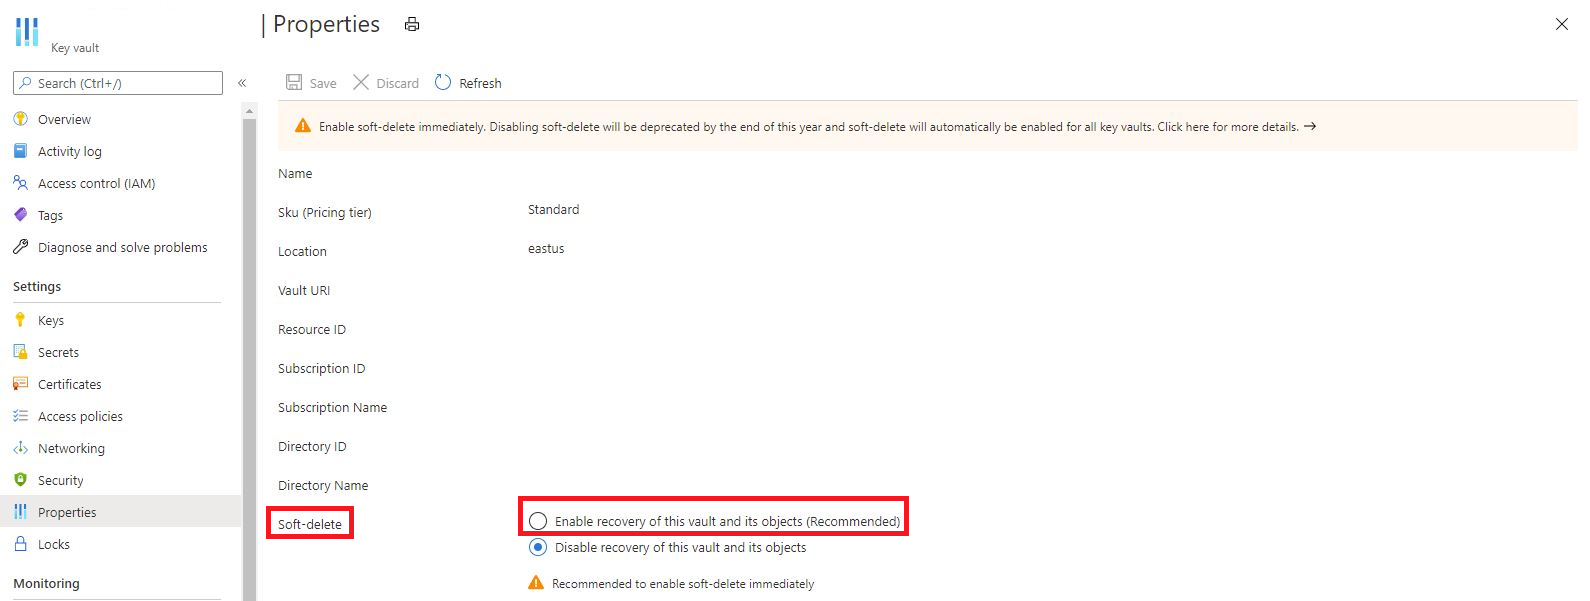 Key vault
Search (Ctrl+/)
«
Overview
Activity log
Access control (IAM)
Tags
Diagnose and solve problems
Settings
Keys
Secrets
Certificates
Access policies
Networking
Security
Properties
Locks
Monitoring
| Properties
Save Discard Refresh
Enable soft-delete immediately. Disabling soft-delete will be deprecated by the end of this year and soft-delete will automatically be enabled for all key vaults. Click here for more details. →
Name
Sku (Pricing tier) Standard
Location eastus
Vault URI
Resource ID
Subscription ID
Subscription Name
Directory ID
Directory Name
Soft-delete Enable recovery of this vault and its objects (Recommended)
Disable recovery of this vault and its objects
Recommended to enable soft-delete immediately